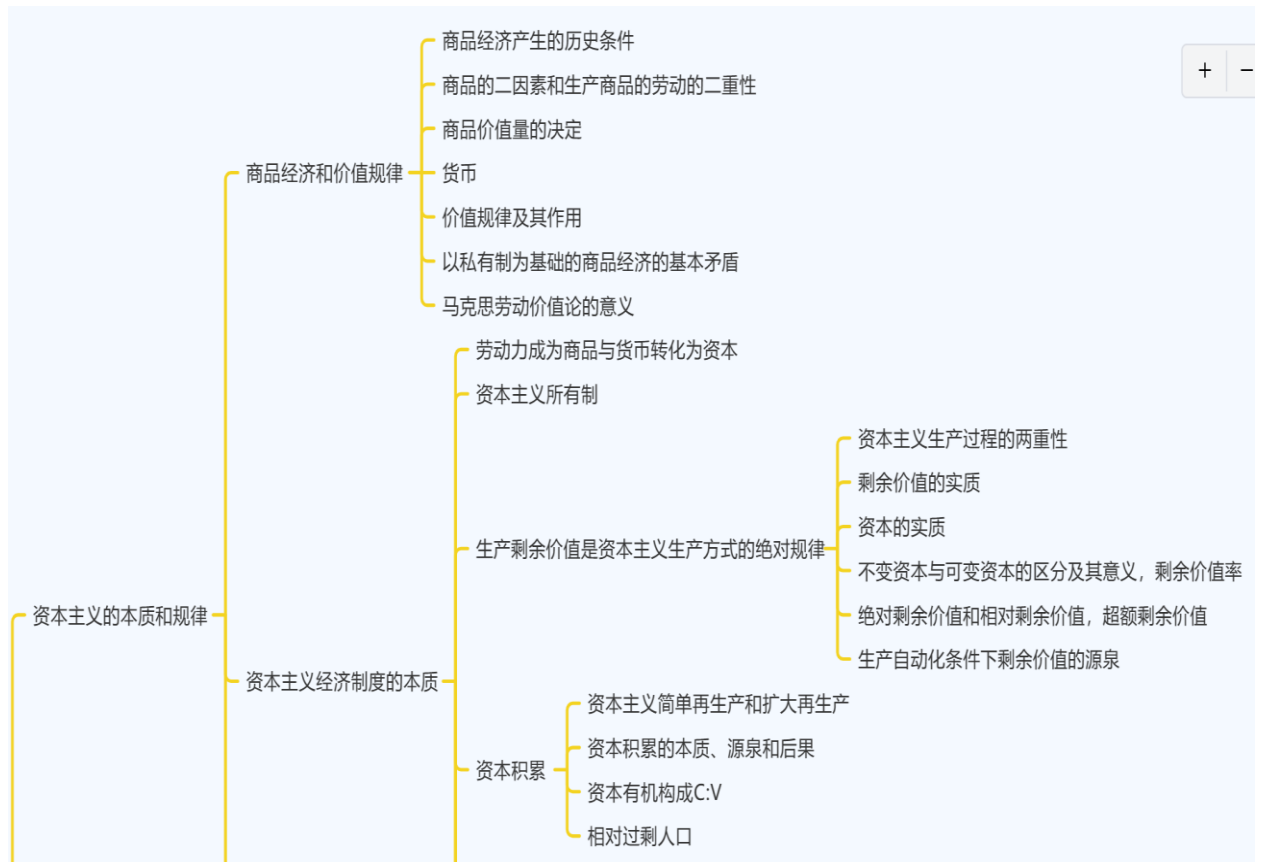 商品经济产生的历史条件
商品的二因素和生产商品的劳动的二重性
商品价值量的决定
商品经济和价值规律
货币
价值规律及其作用
以私有制为基础的商品经济的基本矛盾
马克思劳动价值论的意义
劳动力成为商品与货币转化为资本
资本主义所有制
资本主义生产过程的两重性
剩余价值的实质
资本的实质
生产剩余价值是资本主义生产方式的绝对规律
不变资本与可变资本的区分及其意义，剩余价值率
资本主义的本质和规律
绝对剩余价值和相对剩余价值，超额剩余价值
生产自动化条件下剩余价值的源泉
资本主义经济制度的本质
资本主义简单再生产和扩大再生产
资本积累的本质、源泉和后果
资本积累
资本有机构成C:V
相对过剩人口